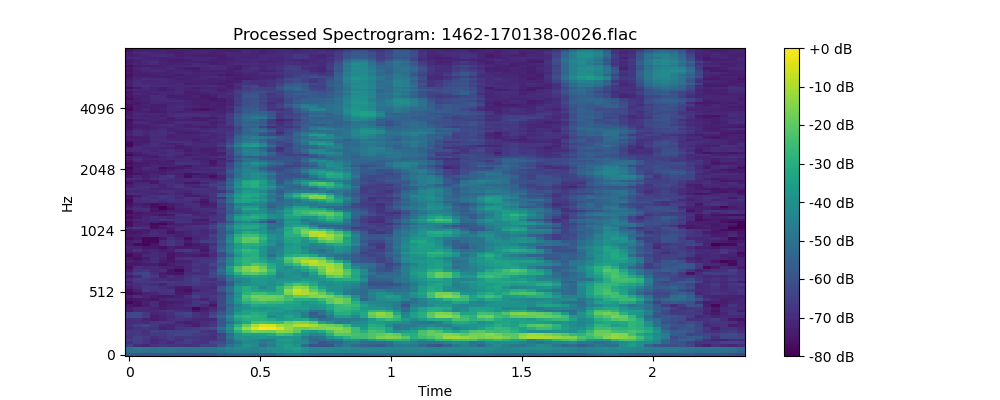 Processed Spectrogram: 1462-170138-0026.flac
Hz
4096
2048
1024
512
0
0 0.5 1 1.5 2
Time
+0 dB
-10 dB
-20 dB
-30 dB
-40 dB
-50 dB
-60 dB
-70 dB
-80 dB